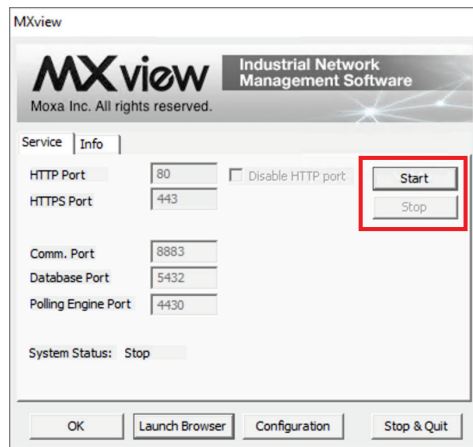 MXview
MXview Industrial Network
Management Software
Moxa Inc. All rights reserved.
Service Info
HTTP Port 80 Disable HTTP port Start
HTTPS Port 443 Stop
Comm. Port 8883
Database Port 5432
Polling Engine Port 4430
System Status: Stop
OK Launch Browser Configuration Stop & Quit